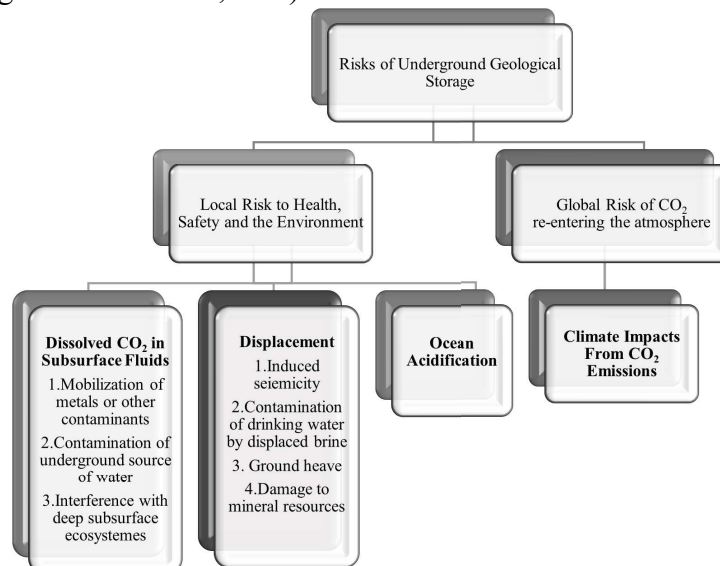 Risks of Underground Geological
Storage
Local Risk to Health,
Safety and the Environment
Global Risk of CO₂
re-entering the atmosphere
Dissolved CO₂ in
Subsurface Fluids
1.Mobilization of
metals or other
contaminants
2.Contamination of
underground source
of water
3.Interference with
deep subsurface
ecosystemes
Displacement
1.Induced
seiemicity
2.Contamination
of drinking water
by displaced brine
3. Ground heave
4.Damage to
mineral resources
Ocean
Acidification
Climate Impacts
From CO₂
Emissions